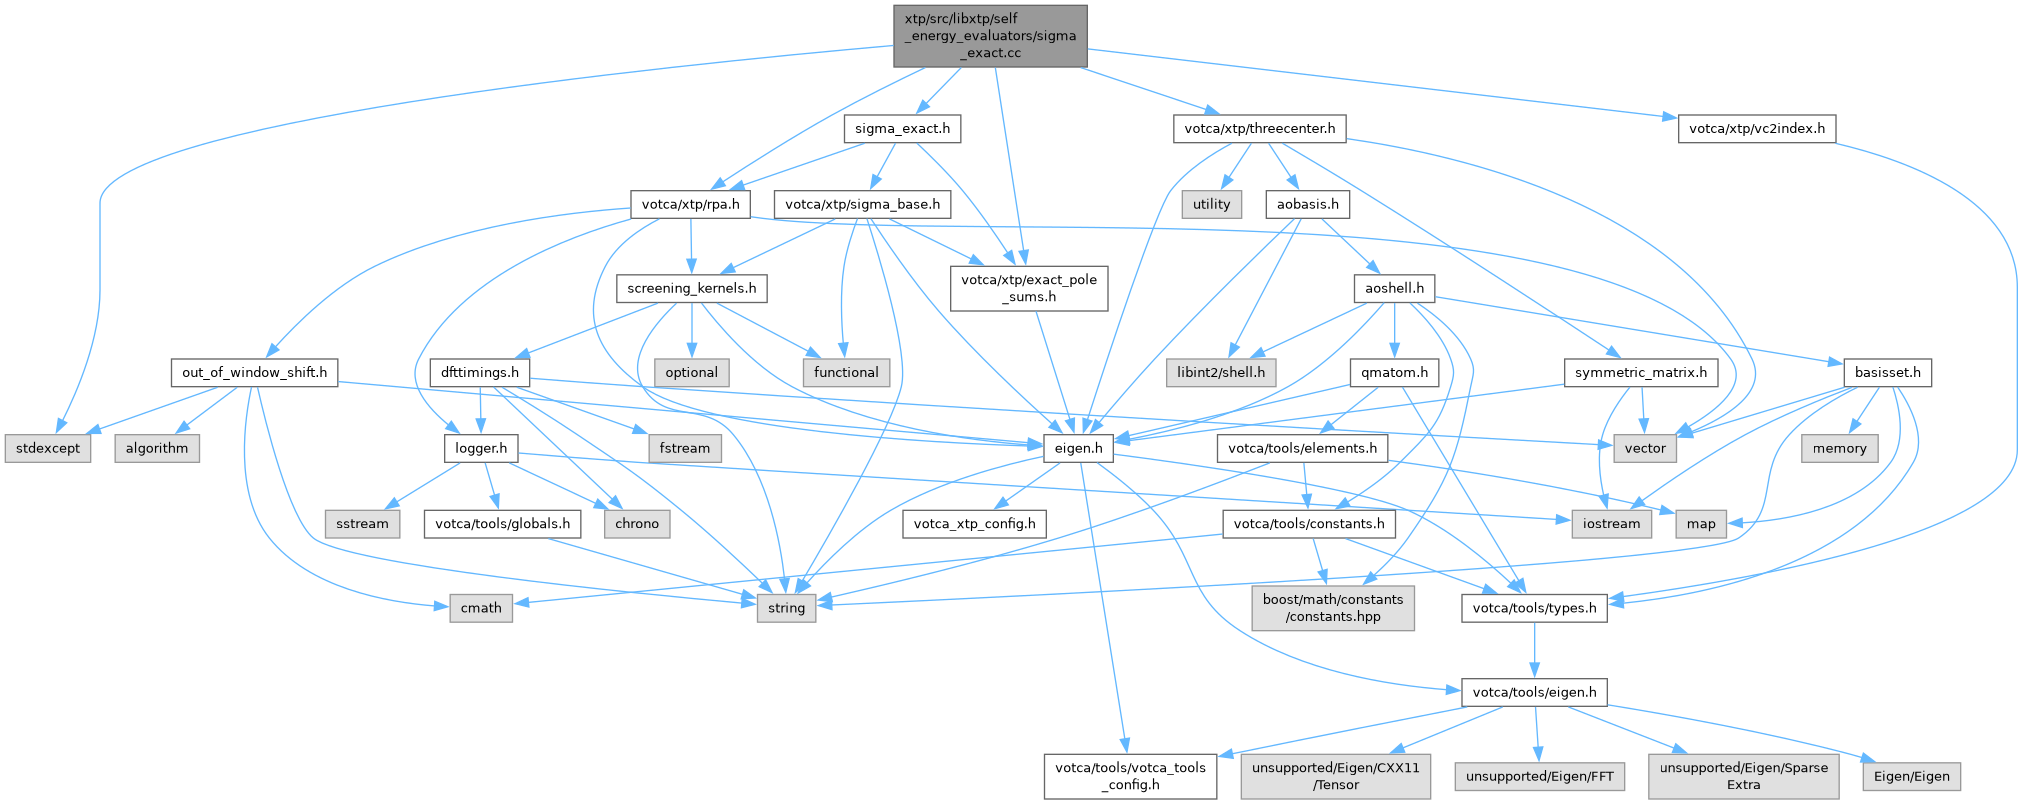 xtp/src/libxtp/self
_energy_evaluators/sigma
_exact.cc
sigma_exact.h
votca/xtp/threecenter.h
votca/xtp/vc2index.h
votca/xtp/rpa.h
votca/xtp/sigma_base.h
utility
aobasis.h
screening_kernels.h
votca/xtp/exact_pole
_sums.h
aoshell.h
out_of_window_shift.h
dfttimings.h
optional
functional
libint2/shell.h
qmatom.h
symmetric_matrix.h
basisset.h
stdexcept
algorithm
logger.h
fstream
eigen.h
votca/tools/elements.h
vector
memory
sstream
votca/tools/globals.h
chrono
votca_xtp_config.h
votca/tools/constants.h
iostream
map
cmath
string
boost/math/constants
/constants.hpp
votca/tools/types.h
votca/tools/eigen.h
votca/tools/votca_tools
_config.h
unsupported/Eigen/CXX11
/Tensor
unsupported/Eigen/FFT
unsupported/Eigen/Sparse
Extra
Eigen/Eigen